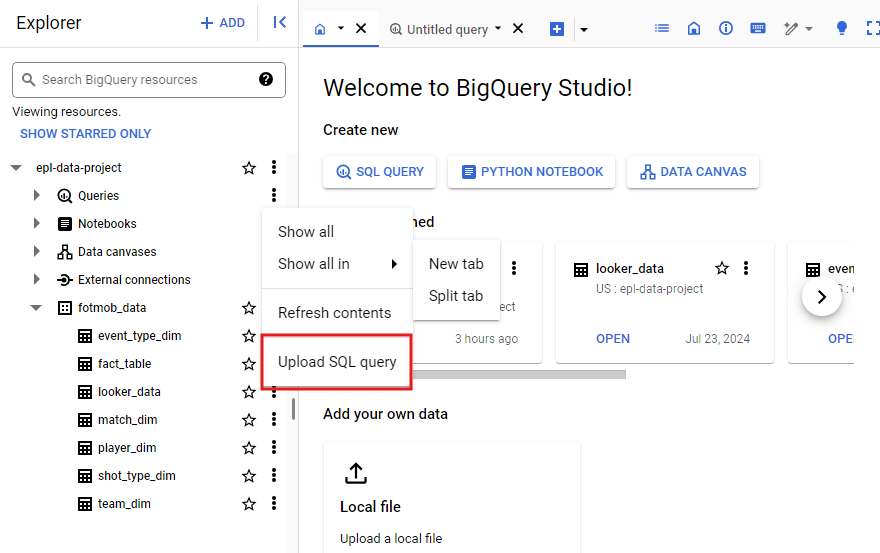 Explorer
+ ADD
Untitled query
Search BigQuery resources
Viewing resources.
SHOW STARRED ONLY
epl-data-project
Queries
Notebooks
Data canvases
External connections
fotmob_data
event_type_dim
fact_table
looker_data
match_dim
player_dim
shot_type_dim
team_dim
Show all
Show all in
Refresh contents
Upload SQL query
New tab
Split tab
Welcome to BigQuery Studio!
Create new
SQL QUERY
PYTHON NOTEBOOK
DATA CANVAS
ned
ect
3 hours ago
looker_data
US : epl-data-project
OPEN
Jul 23, 2024
even
US : e
OPE
Add your own data
Local file
Upload a local file